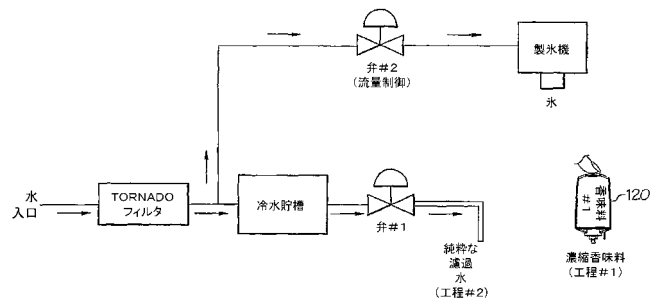 弁#2
(流量制御)
製氷機
氷
水
入口
TORNADO
フィルタ
冷水貯槽
弁#1
純粋な
濾過
水
(工程#2)
香味料
#1
120
濃縮香味料
(工程#1)